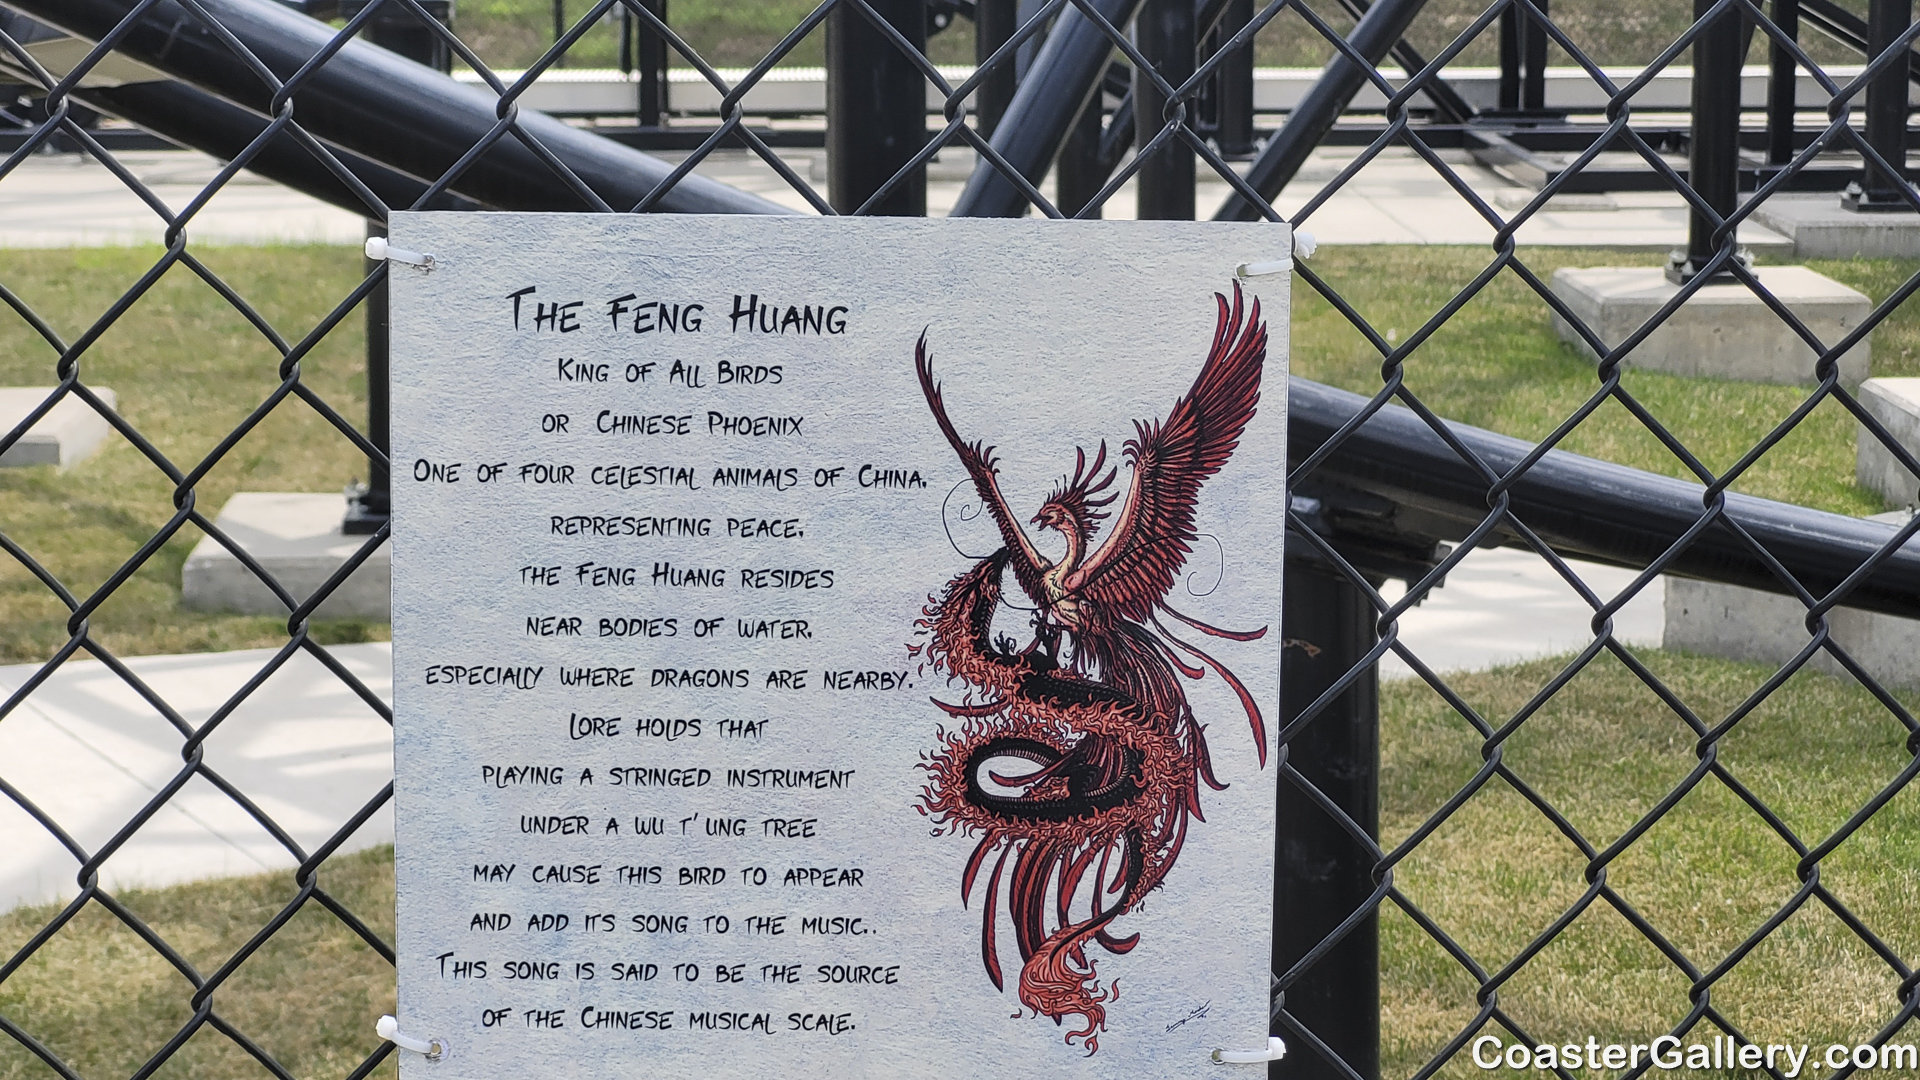 The Feng Huang
King of All Birds
or Chinese Phoenix
One of four celestial animals of China,
representing peace,
the Feng Huang resides
near bodies of water,
especially where dragons are nearby.
Lore holds that
playing a stringed instrument
under a wu t'ung tree
may cause this bird to appear
and add its song to the music..
This song is said to be the source
of the Chinese musical scale.
CoasterGallery.com